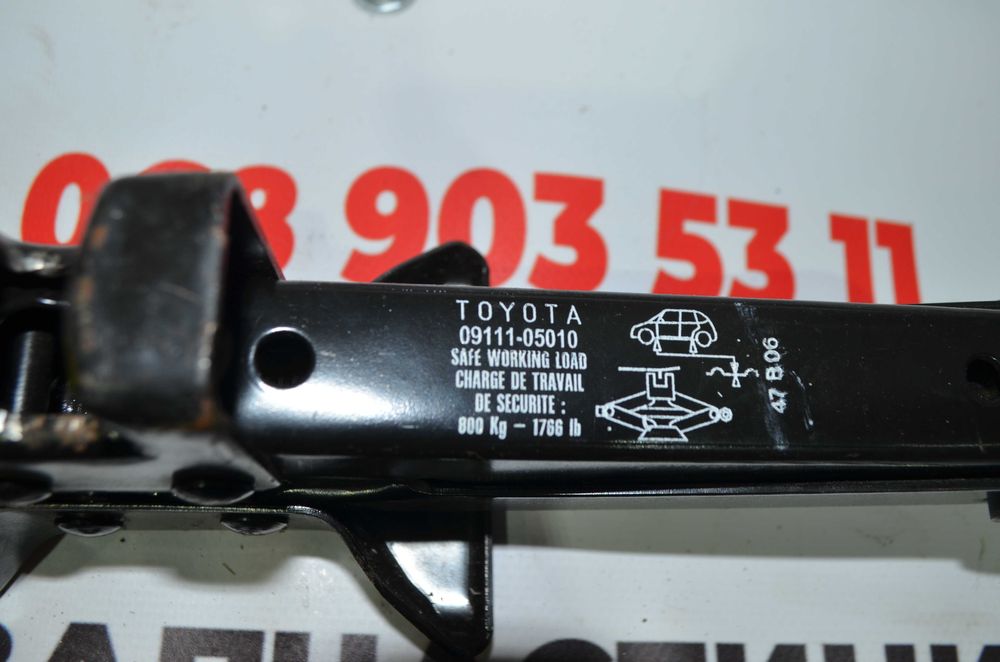 903 53 11
TOYOTA
09111-05010
SAFE WORKING LOAD
CHARGE DE TRAVAIL
DE SECURITE :
800 Kg – 1766 lb
47 B 06